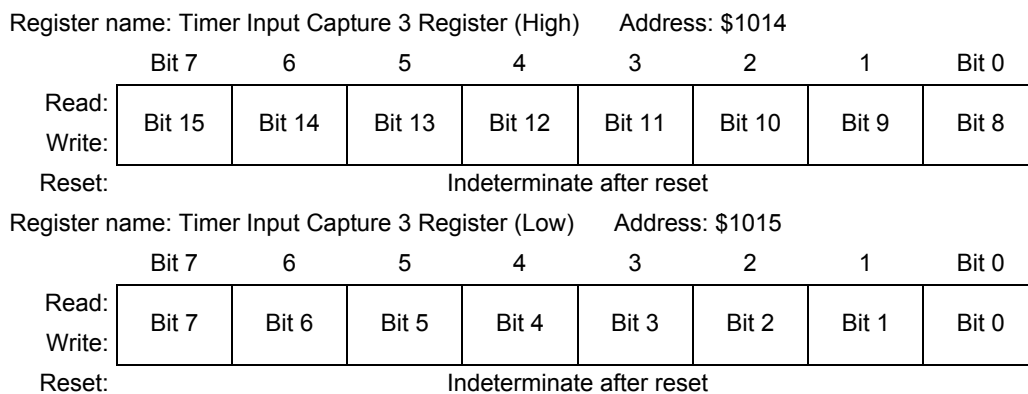 Register name: Timer Input Capture 3 Register (High) Address: $1014
Bit 7 6 5 4 3 2 1 Bit 0
Read:
Bit 15 Bit 14 Bit 13 Bit 12 Bit 11 Bit 10 Bit 9 Bit 8
Write:
Reset: Indeterminate after reset
Register name: Timer Input Capture 3 Register (Low) Address: $1015
Bit 7 6 5 4 3 2 1 Bit 0
Read:
Bit 7 Bit 6 Bit 5 Bit 4 Bit 3 Bit 2 Bit 1 Bit 0
Write:
Reset: Indeterminate after reset